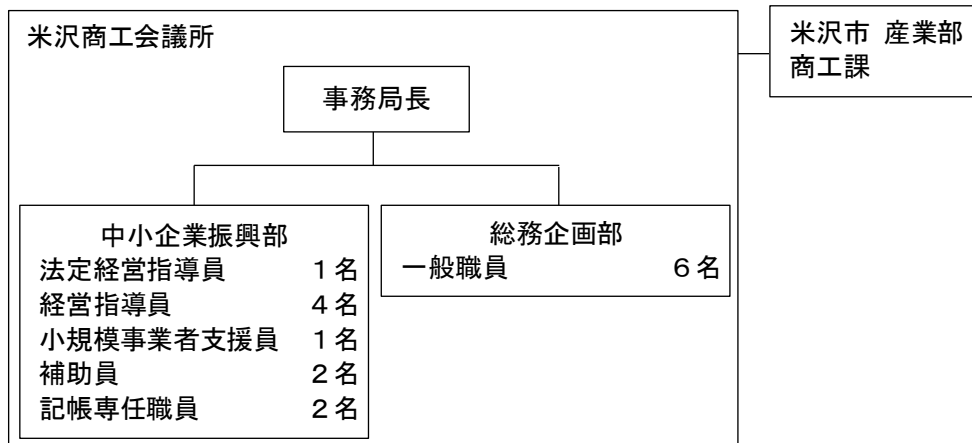 米沢商工会議所
米沢市 産業部
商工課
事務局長
中小企業振興部
法定経営指導員 １名
経営指導員 ４名
小規模事業者支援員 １名
補助員 ２名
記帳専任職員 ２名
総務企画部
一般職員 ６名